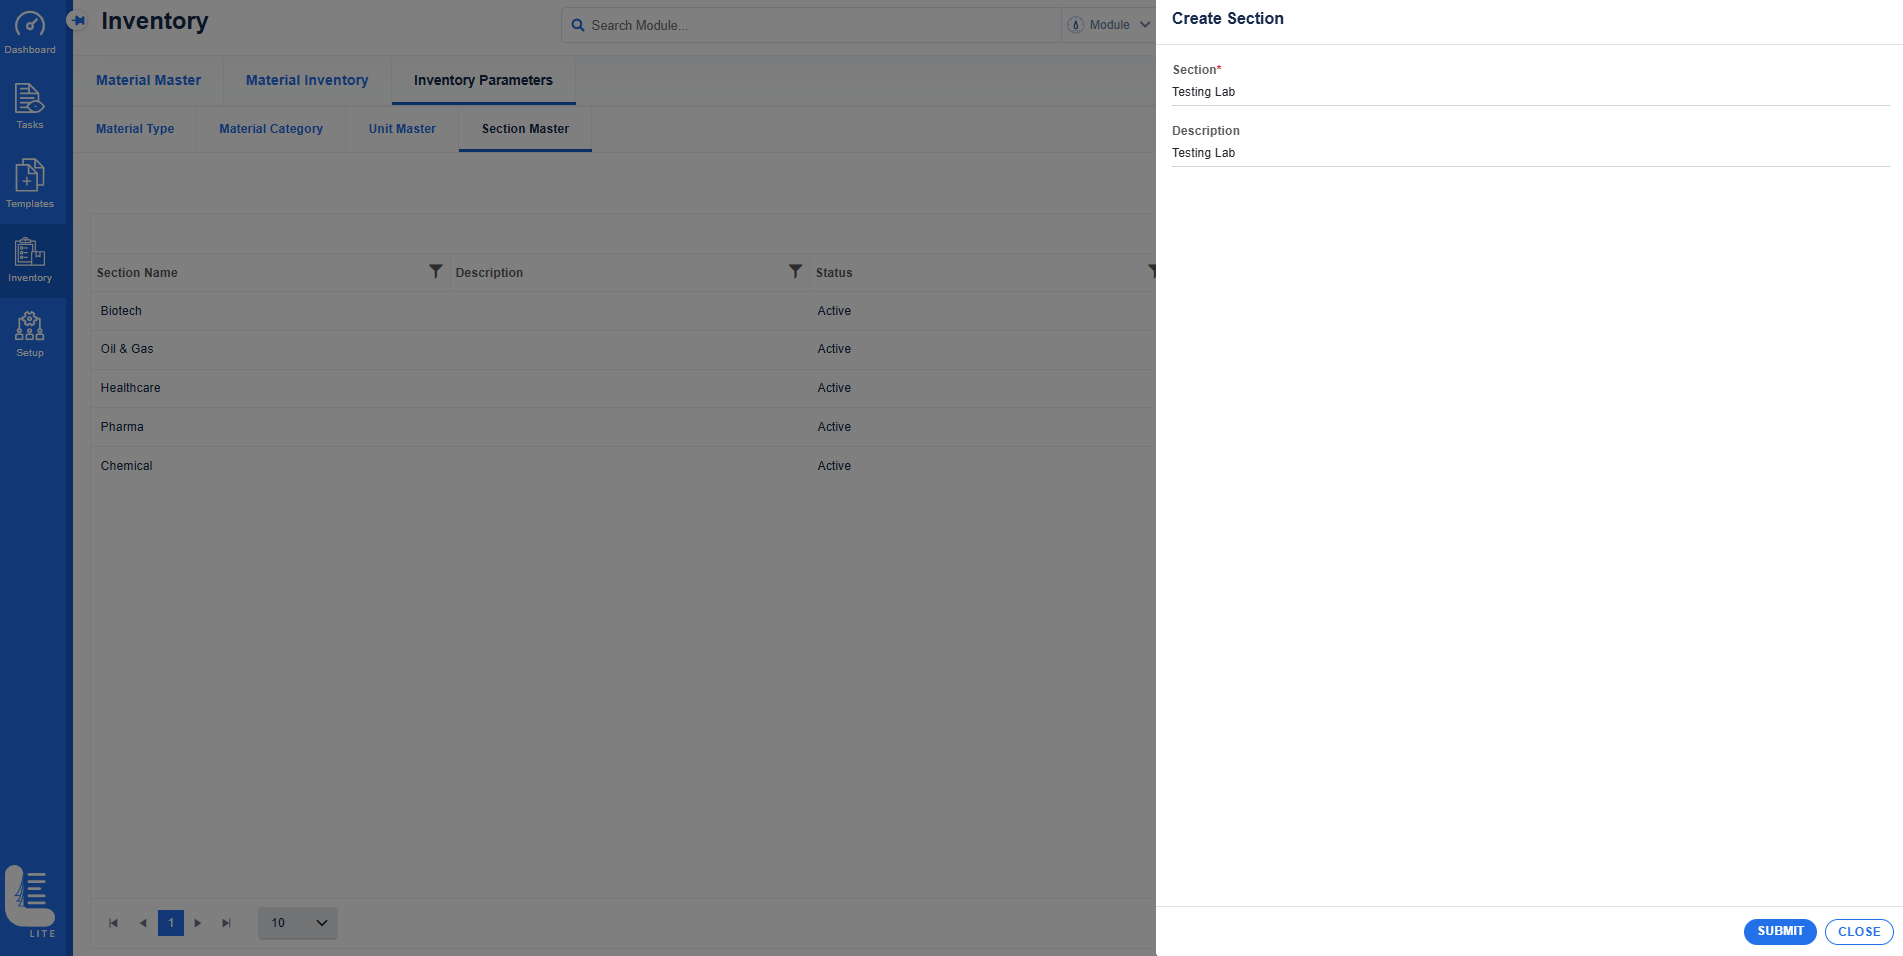 Dashboard
Tasks
Templates
Inventory
Setup
LITE
Inventory
Search Module...
Module
Material Master
Material Inventory
Inventory Parameters
Material Type
Material Category
Unit Master
Section Master
Section Name
Description
Status
Biotech
Active
Oil & Gas
Active
Healthcare
Active
Pharma
Active
Chemical
Active
1
10
Create Section
Section*
Testing Lab
Description
Testing Lab
SUBMIT
CLOSE